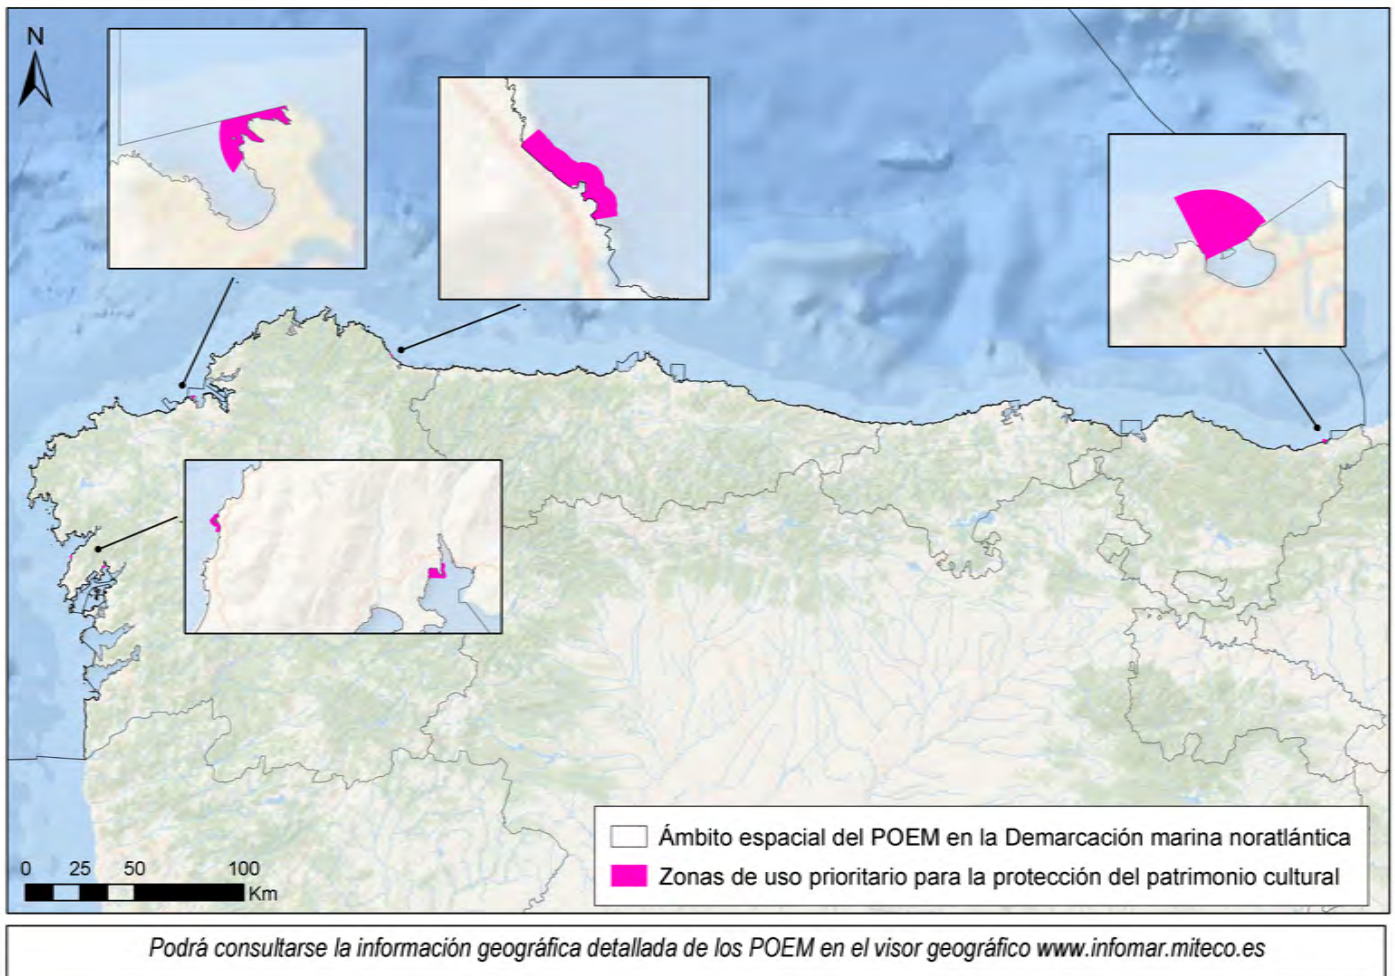 N
Ámbito espacial del POEM en la Demarcación marina noratlántica
Zonas de uso prioritario para la protección del patrimonio cultural
0 25 50 100
Km
Podrá consultarse la información geográfica detallada de los POEM en el visor geográfico www.infomar.miteco.es